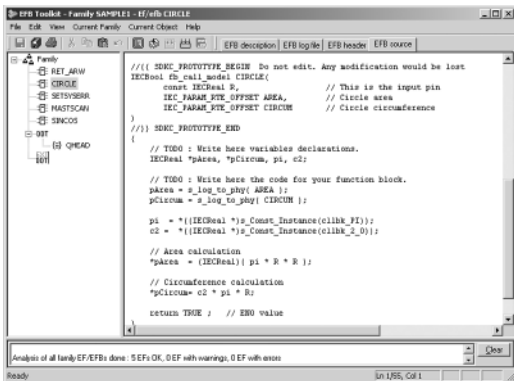 EFB Toolkit - Family SAMPLE1 - Ef/efb CIRCLE
File Edit View Current Family Current Object Help
EFB description EFB log file EFB header EFB source
Family
RET_ARW
CIRCLE
SETSYSERR
MASTSCAN
SINCOS
DDT
QHEAD
DDT
//{{ SDKC_PROTOTYPE_BEGIN Do not edit. Any modification would be lost
IECBool fb_call_model CIRCLE(
const IECReal R, // This is the input pin
IEC_PARAM_RTE_OFFSET AREA, // Circle area
IEC_PARAM_RTE_OFFSET CIRCUM // Circle circumference
)
//}} SDKC_PROTOTYPE_END
{
// TODO : Write here variables declarations.
IECReal *pArea, *pCircum, pi, c2;
// TODO : Write here the code for your function block.
pArea = s_log_to_phy( AREA );
pCircum = s_log_to_phy( CIRCUM );
pi = *((IECReal *)s_Const_Instance(clibk_PI));
c2 = *((IECReal *)s_Const_Instance(clibk_2_0));
// Area calculation
*pArea = (IECReal)( pi * R * R );
// Circumference calculation
*pCircum= c2 * pi * R;
return TRUE ; // ENO value
}
Analysis of all family EF/EFBs done : 5 EFs OK, 0 EF with warnings, 0 EF with errors
Clear
Ready
Ln 1/55, Col 1